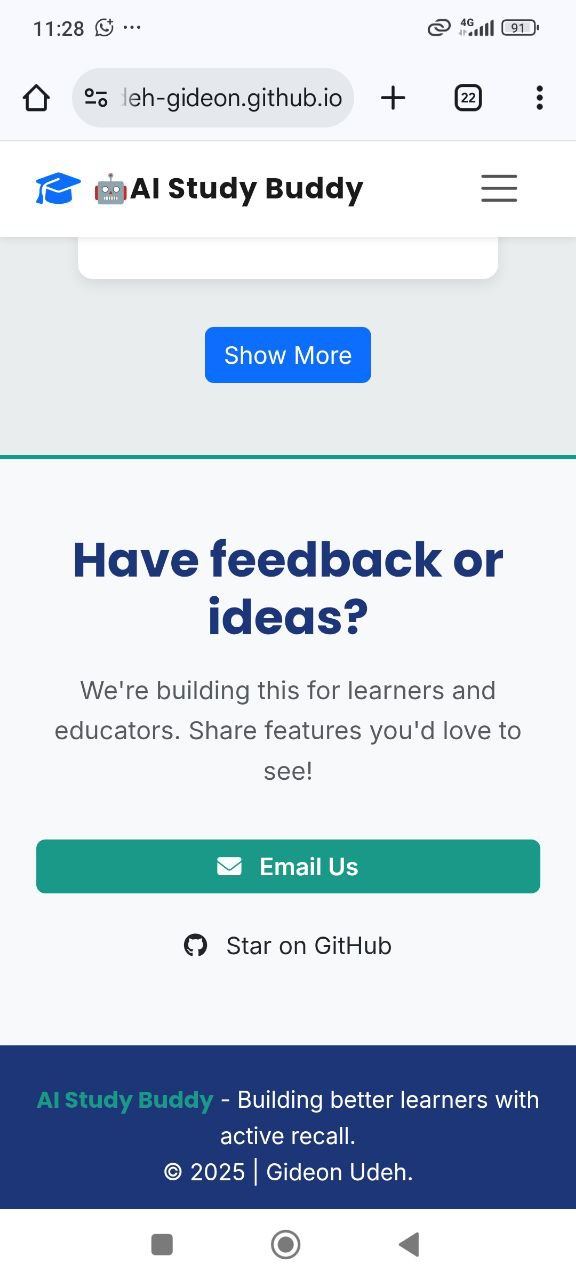 11:28
4G
91
eh-gideon.github.io
22
AI Study Buddy
Show More
Have feedback or
ideas?
We're building this for learners and
educators. Share features you'd love to
see!
Email Us
Star on GitHub
AI Study Buddy - Building better learners with
active recall.
© 2025 | Gideon Udeh.